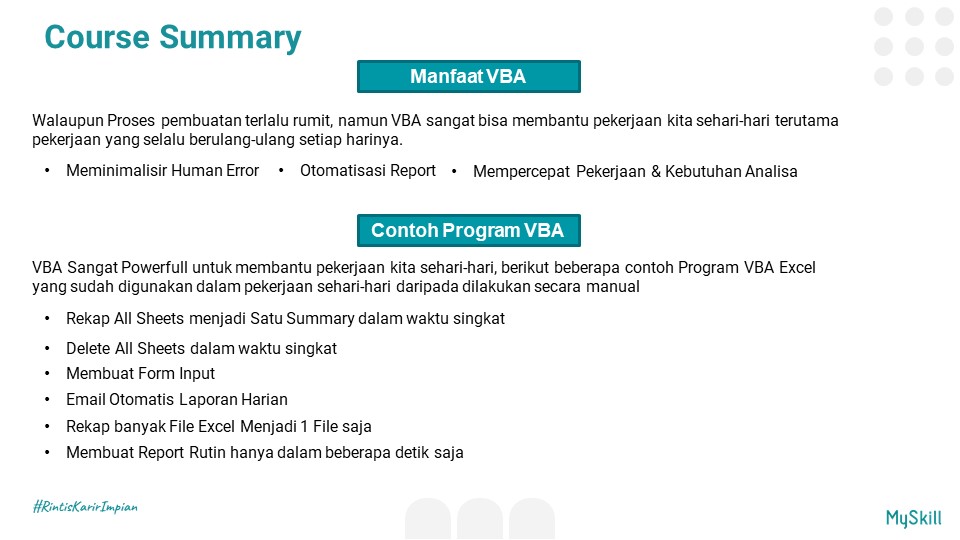 Course Summary
Manfaat VBA
Walaupun Proses pembuatan terlalu rumit, namun VBA sangat bisa membantu pekerjaan kita sehari-hari terutama
pekerjaan yang selalu berulang-ulang setiap harinya.
• Meminimalisir Human Error • Otomatisasi Report • Mempercepat Pekerjaan & Kebutuhan Analisa
Contoh Program VBA
VBA Sangat Powerfull untuk membantu pekerjaan kita sehari-hari, berikut beberapa contoh Program VBA Excel
yang sudah digunakan dalam pekerjaan sehari-hari daripada dilakukan secara manual
• Rekap All Sheets menjadi Satu Summary dalam waktu singkat
• Delete All Sheets dalam waktu singkat
• Membuat Form Input
• Email Otomatis Laporan Harian
• Rekap banyak File Excel Menjadi 1 File saja
• Membuat Report Rutin hanya dalam beberapa detik saja
#RintisKarirImpian
MySkill